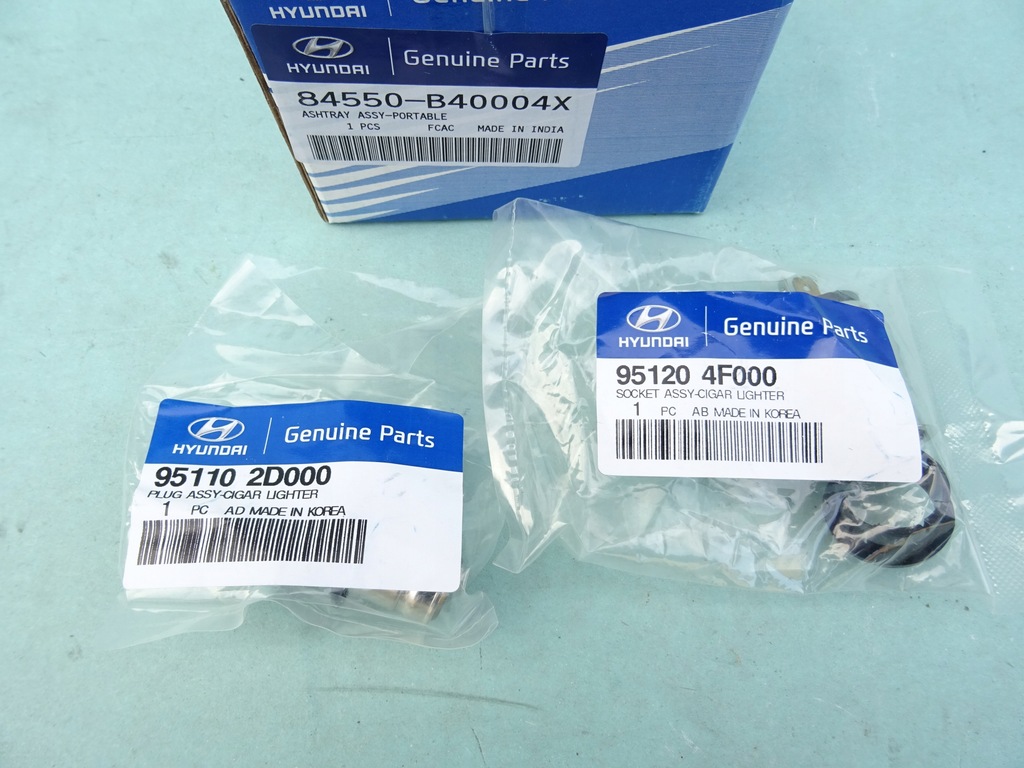 HYUNDAI Genuine
HYUNDAI Genuine Parts
84550-B40004X
ASHTRAY ASSY-PORTABLE
1 PCS FCAC MADE IN INDIA
HYUNDAI Genuine Parts
95120 4F000
SOCKET ASSY-CIGAR LIGHTER
1 PC AB MADE IN KOREA
HYUNDAI Genuine Parts
95110 2D000
PLUG ASSY-CIGAR LIGHTER
1 PC AD MADE IN KOREA